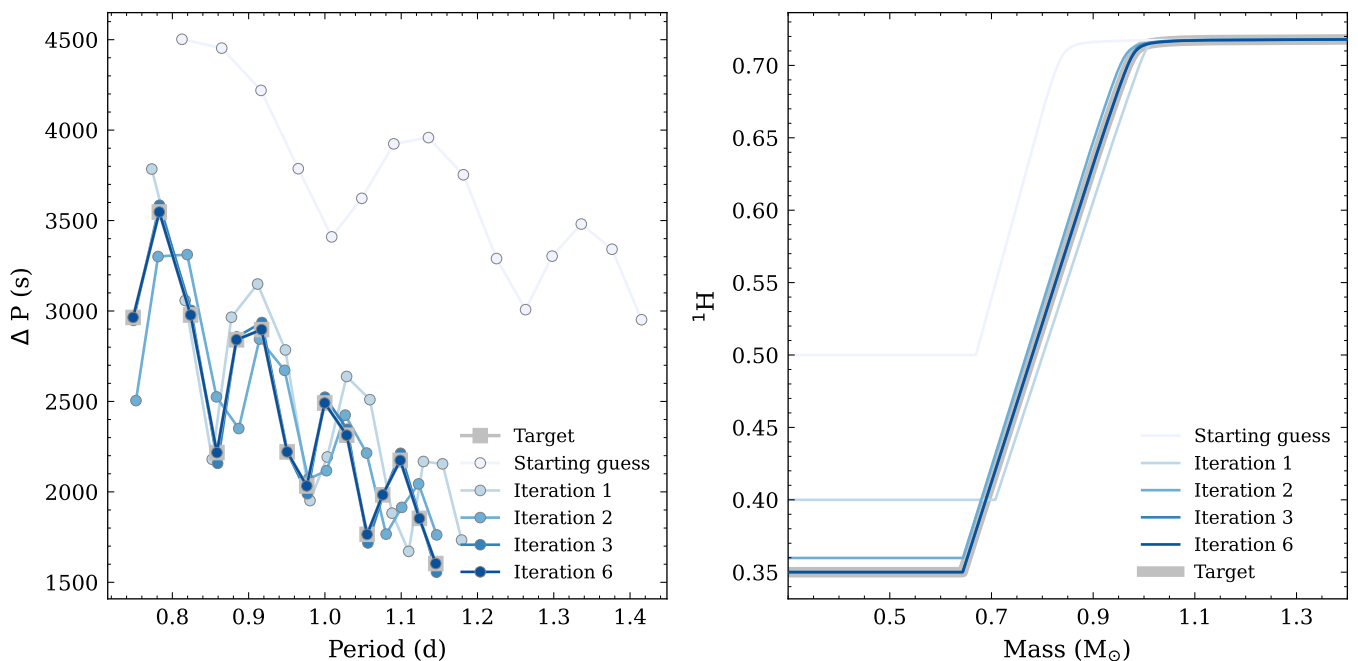 4500
4000
3500
3000
2500
2000
1500
Δ P (s)
0.8 0.9 1.0 1.1 1.2 1.3 1.4
Period (d)
Target
Starting guess
Iteration 1
Iteration 2
Iteration 3
Iteration 6
0.70
0.65
0.60
0.55
0.50
0.45
0.40
0.35
¹H
0.5 0.7 0.9 1.1 1.3
Mass (M☉)
Starting guess
Iteration 1
Iteration 2
Iteration 3
Iteration 6
Target